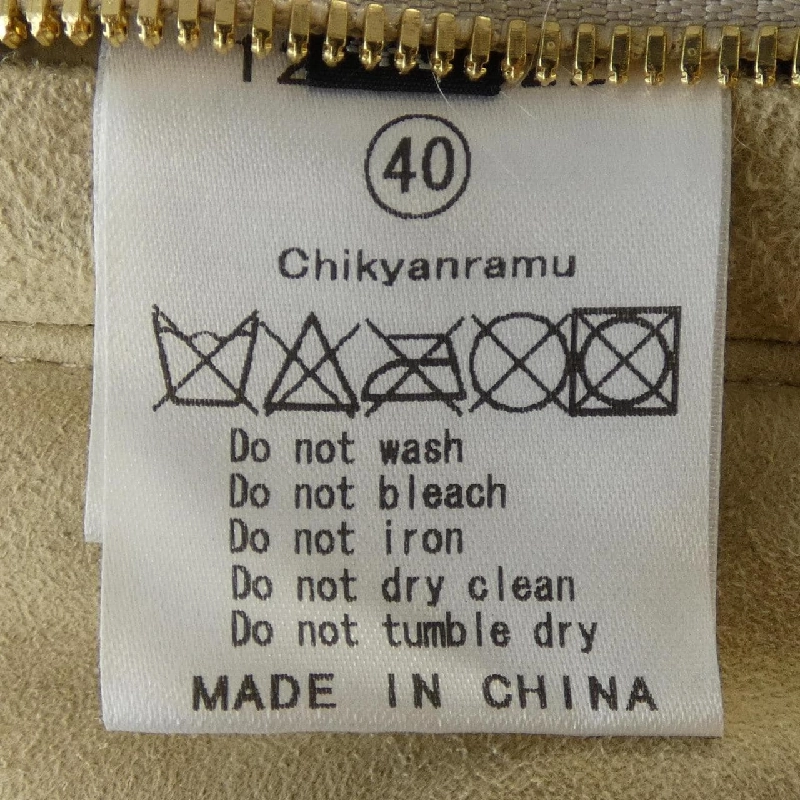 40
Chikyanramu
Do not wash
Do not bleach
Do not iron
Do not dry clean
Do not tumble dry
MADE IN CHINA